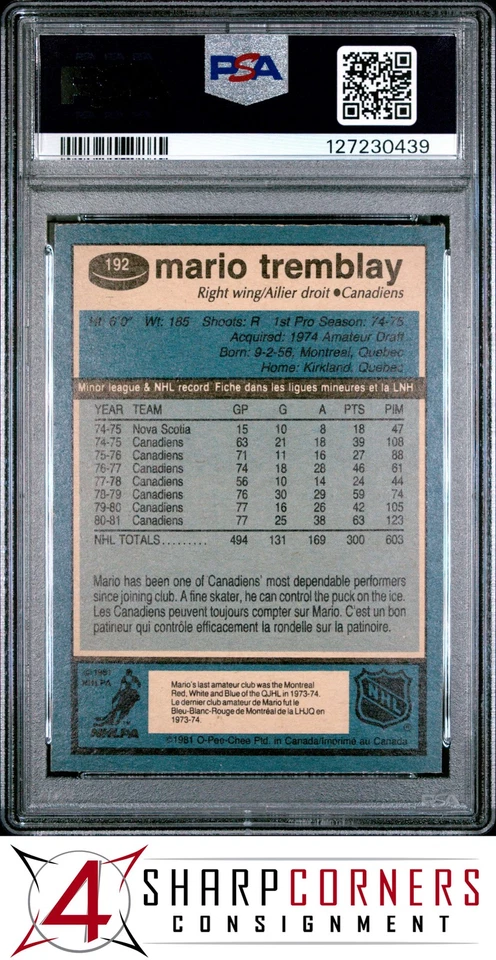 PSA
127230439
192
mario tremblay
Right wing/Ailier droit ●Canadiens
Ht: 6'0" Wt: 185 Shoots: R 1st Pro Season: 74-75
Acquired: 1974 Amateur Draft
Born: 9-2-56, Montreal, Quebec
Home: Kirkland, Quebec
Minor league & NHL record Fiche dans les ligues mineures et la LNH
YEAR TEAM GP G A PTS PIM
74-75 Nova Scotia 15 10 8 18 47
74-75 Canadiens 63 21 18 39 108
75-76 Canadiens 71 11 16 27 88
76-77 Canadiens 74 18 28 46 61
77-78 Canadiens 56 10 14 24 44
78-79 Canadiens 76 30 29 59 74
79-80 Canadiens 77 16 26 42 105
80-81 Canadiens 77 25 38 63 123
NHL TOTALS......... 494 131 169 300 603
Mario has been one of Canadiens' most dependable performers
since joining club. A fine skater, he can control the puck on the ice.
Les Canadiens peuvent toujours compter sur Mario. C'est un bon
patineur qui contrôle efficacement la rondelle sur la patinoire.
©1981
NHLPA
NHLPA
Mario's last amateur club was the Montreal
Red, White and Blue of the QJHL in 1973-74.
Le dernier club amateur de Mario fut le
Bleu-Blanc-Rouge de Montréal de la LHJQ en
1973-74.
NHL
©1981 O-Pee-Chee Ptd. in Canada/Imprimé au Canada
PSA
4 SHARPCORNERS
CONSIGNMENT